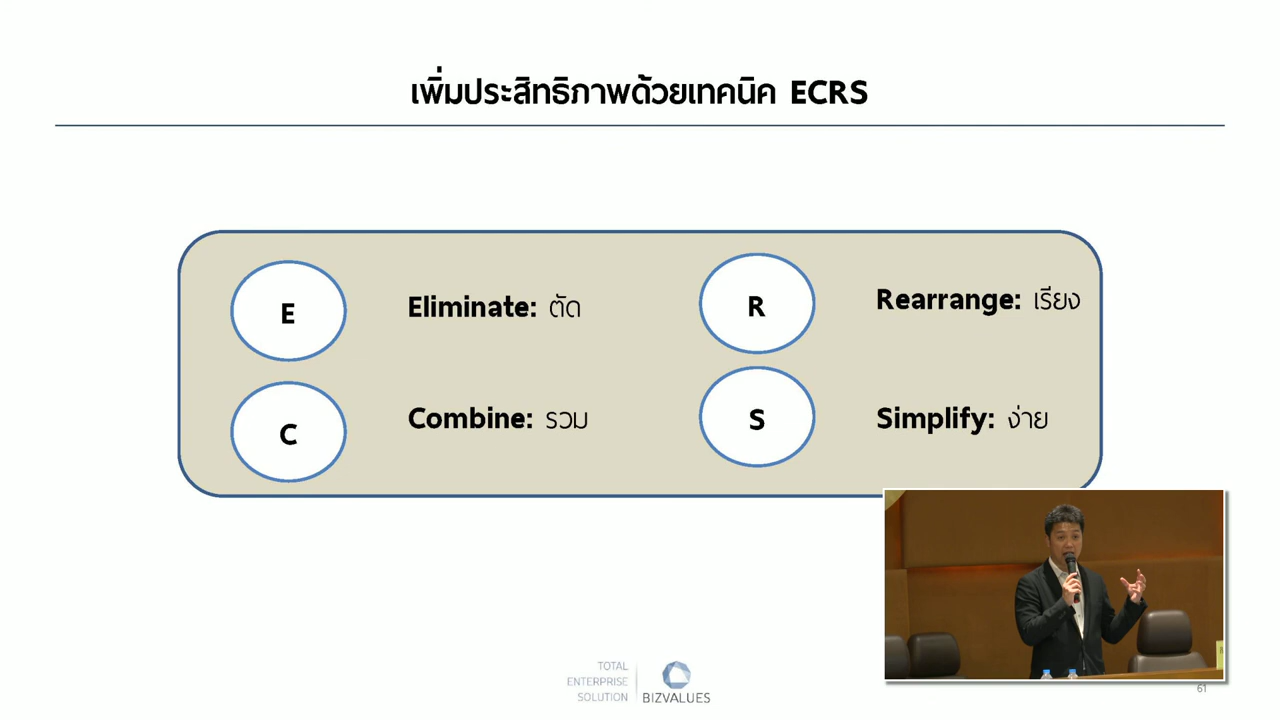 เพิ่มประสิทธิภาพด้วยเทคนิค ECRS
E
Eliminate: ตัด
R
Rearrange: เรียง
C
Combine: รวม
S
Simplify: ง่าย
TOTAL
ENTERPRISE
SOLUTION
BIZVALUES
61